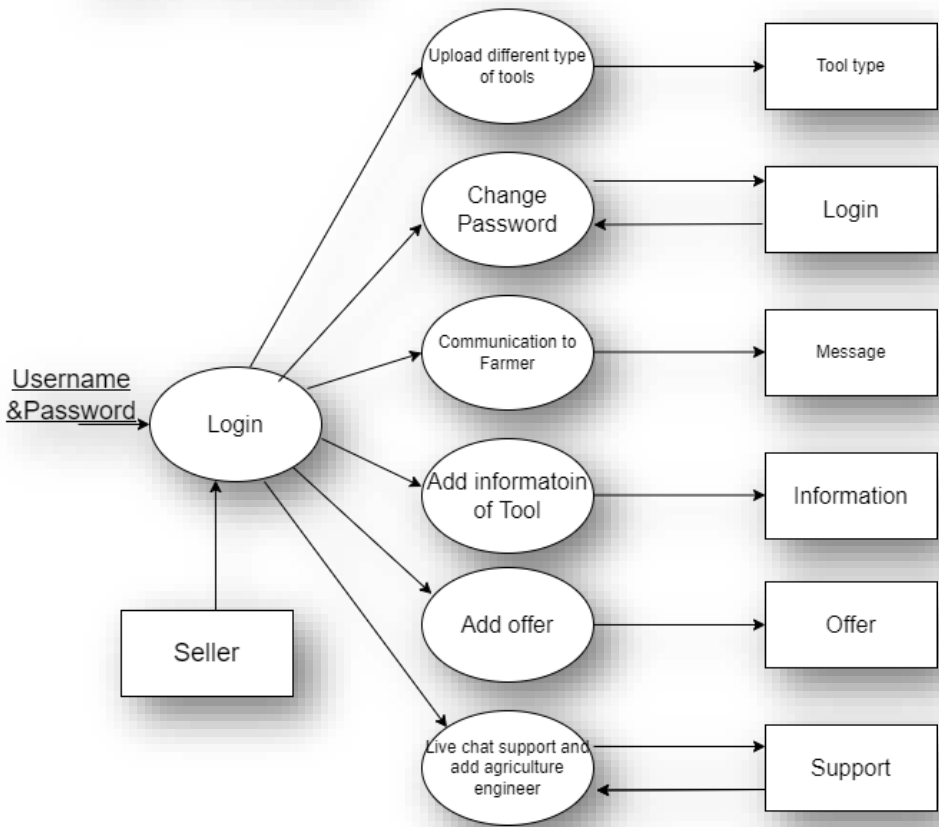 Upload different type
of tools
Tool type
Change
Password
Login
Communication to
Farmer
Message
Username
&Password
Login
Add informatoin
of Tool
Information
Seller
Add offer
Offer
Live chat support and
add agriculture
engineer
Support